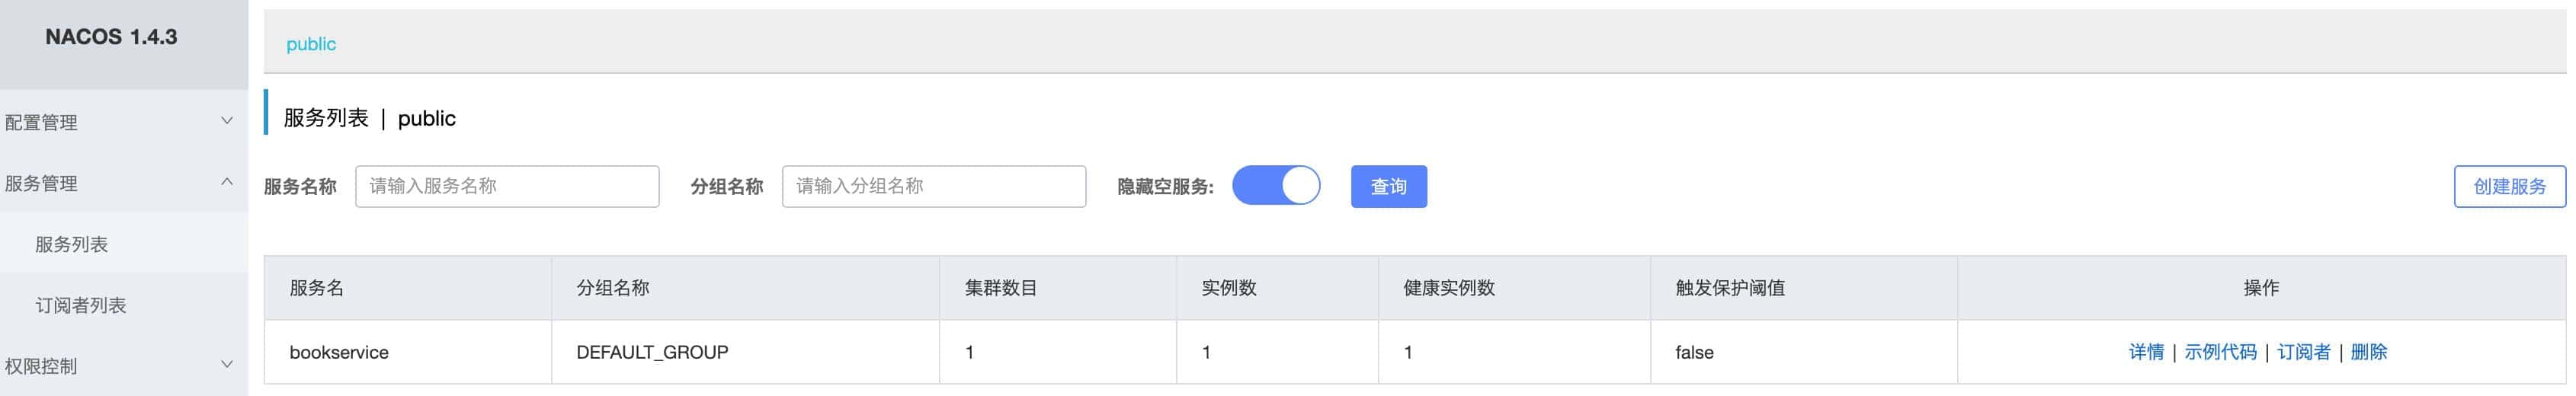 NACOS 1.4.3
配置管理
服务管理
服务列表
订阅者列表
权限控制
public
服务列表 | public
服务名称 请输入服务名称 分组名称 请输入分组名称 隐藏空服务: 查询 创建服务
服务名 分组名称 集群数目 实例数 健康实例数 触发保护阈值 操作
bookservice DEFAULT_GROUP 1 1 1 false 详情 | 示例代码 | 订阅者 | 删除